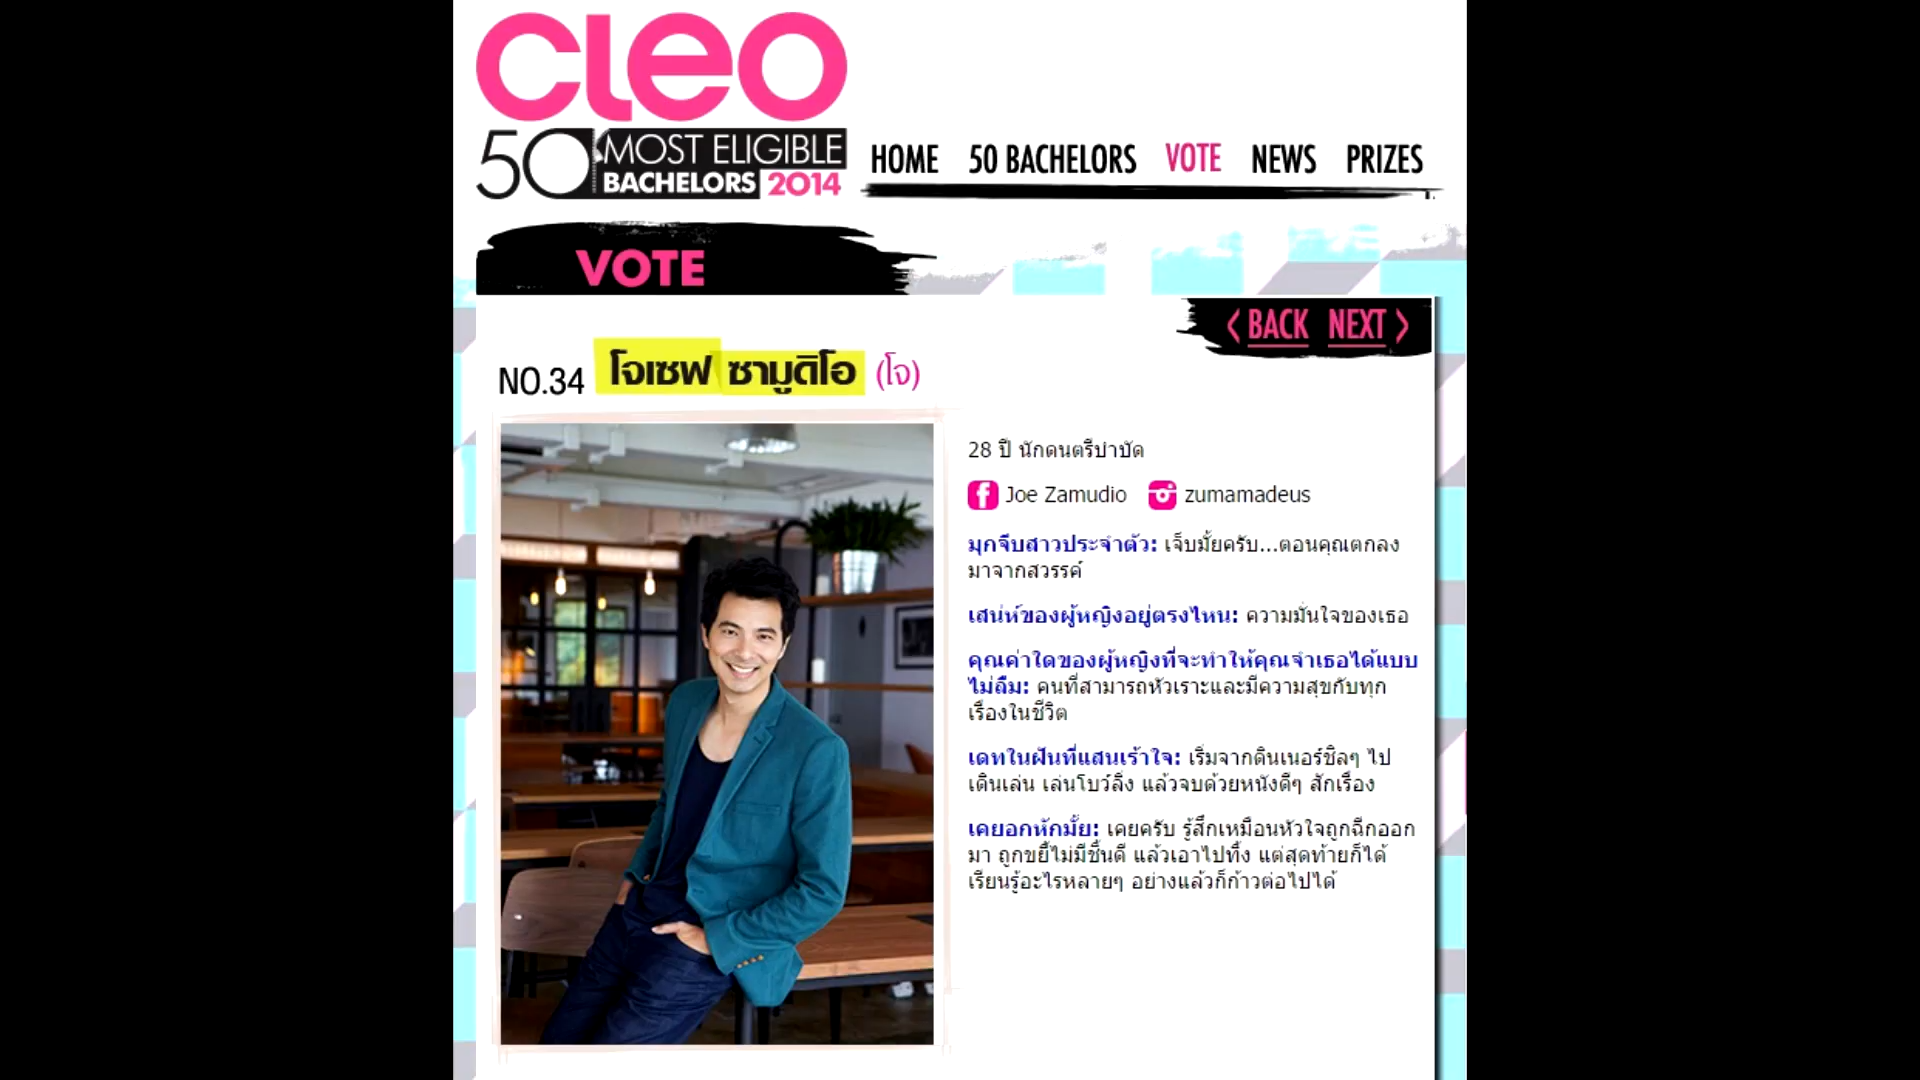 cleo
50 MOST ELIGIBLE
BACHELORS 2014
HOME 50 BACHELORS VOTE NEWS PRIZES
VOTE
< BACK NEXT >
NO.34 โจเซฟ ซามูดิโอ (โจ)
28 ปี นักดนตรีบำบัด
Joe Zamudio zumamadeus
มุกจีบสาวประจำตัว: เจ็บมั้ยครับ...ตอนคุณตกลง
มาจากสวรรค์
เสน่ห์ของผู้หญิงอยู่ตรงไหน: ความมั่นใจของเธอ
คุณค่าใดของผู้หญิงที่จะทำให้คุณจำเธอได้แบบ
ไม่ลืม: คนที่สามารถหัวเราะและมีความสุขกับทุก
เรื่องในชีวิต
เดทในฝันที่แสนเร้าใจ: เริ่มจากดินเนอร์ชิลๆ ไป
เดินเล่น เล่นโบว์ลิ่ง แล้วจบด้วยหนังดีๆ สักเรื่อง
เคยอกหักมั้ย: เคยครับ รู้สึกเหมือนหัวใจถูกฉีกออก
มา ถูกขยี้ไม่มีชิ้นดี แล้วเอาไปทิ้ง แต่สุดท้ายก็ได้
เรียนรู้อะไรหลายๆ อย่างแล้วก็ก้าวต่อไปได้